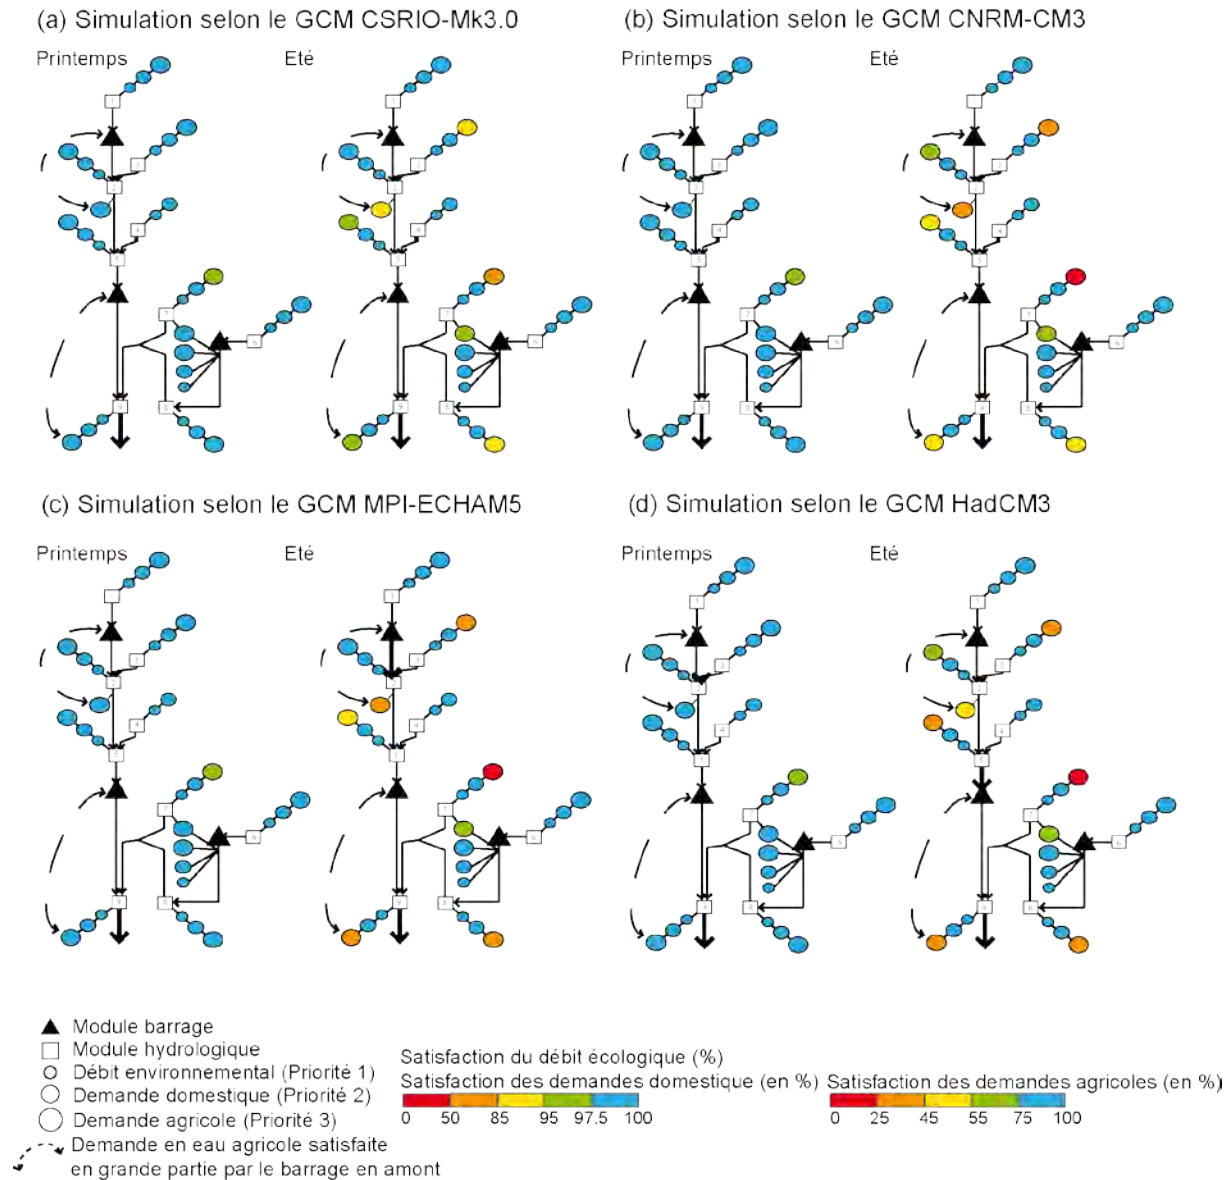 (a) Simulation selon le GCM CSRIO-Mk3.0
(b) Simulation selon le GCM CNRM-CM3
Printemps
Eté
Printemps
Eté
(c) Simulation selon le GCM MPI-ECHAM5
(d) Simulation selon le GCM HadCM3
Printemps
Eté
Printemps
Eté
Module barrage
Module hydrologique
Débit environnemental (Priorité 1)
Demande domestique (Priorité 2)
Demande agricole (Priorité 3)
Demande en eau agricole satisfaite
en grande partie par le barrage en amont
Satisfaction du débit écologique (%)
Satisfaction des demandes domestique (en %)
0 50 85 95 97.5 100
Satisfaction des demandes agricoles (en %)
0 25 45 55 75 100